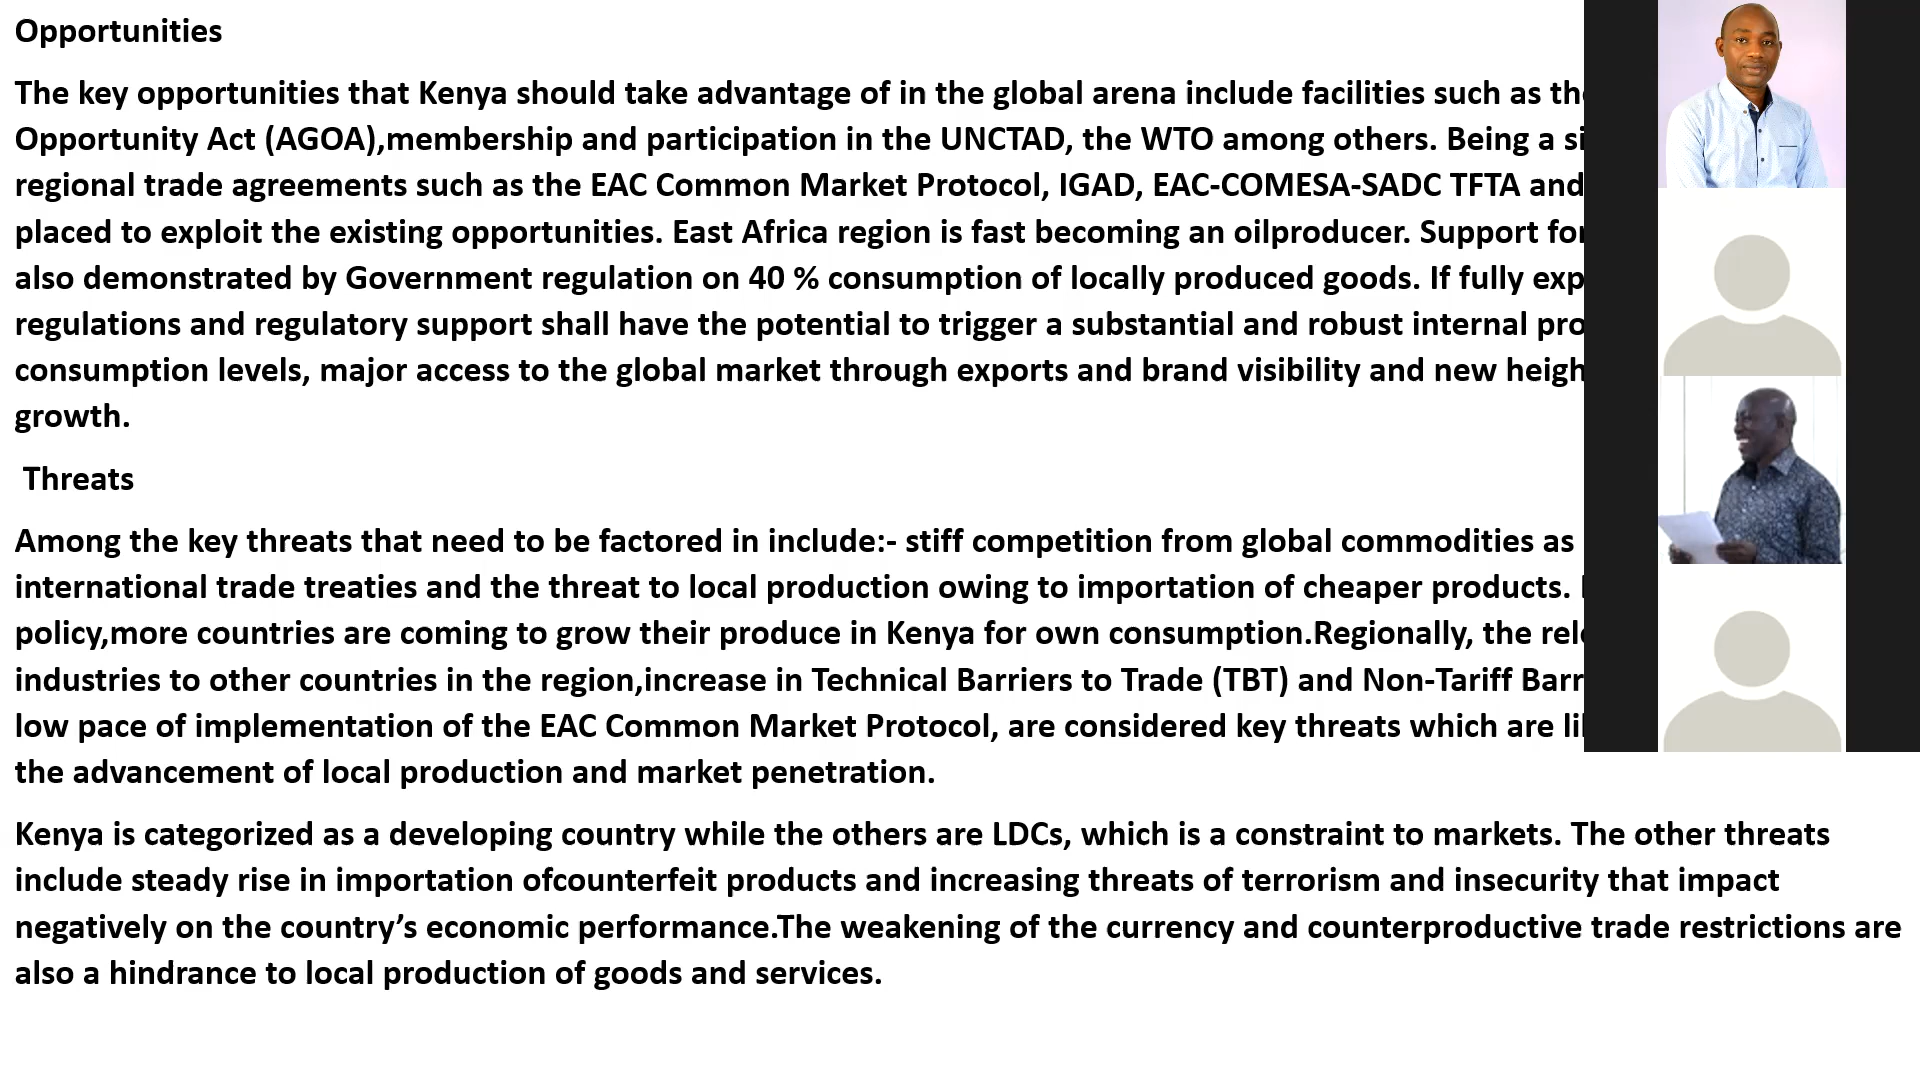 Opportunities
The key opportunities that Kenya should take advantage of in the global arena include facilities such as the
Opportunity Act (AGOA),membership and participation in the UNCTAD, the WTO among others. Being a
regional trade agreements such as the EAC Common Market Protocol, IGAD, EAC-COMESA-SADC TFTA and
placed to exploit the existing opportunities. East Africa region is fast becoming an oilproducer. Support for
also demonstrated by Government regulation on 40 % consumption of locally produced goods. If fully
regulations and regulatory support shall have the potential to trigger a substantial and robust internal
consumption levels, major access to the global market through exports and brand visibility and new
growth.
Threats
Among the key threats that need to be factored in include:- stiff competition from global commodities as
international trade treaties and the threat to local production owing to importation of cheaper products.
policy,more countries are coming to grow their produce in Kenya for own consumption.Regionally, the
industries to other countries in the region,increase in Technical Barriers to Trade (TBT) and Non-Tariff
low pace of implementation of the EAC Common Market Protocol, are considered key threats which are
the advancement of local production and market penetration.
Kenya is categorized as a developing country while the others are LDCs, which is a constraint to markets. The other threats
include steady rise in importation ofcounterfeit products and increasing threats of terrorism and insecurity that impact
negatively on the country’s economic performance.The weakening of the currency and counterproductive trade restrictions are
also a hindrance to local production of goods and services.